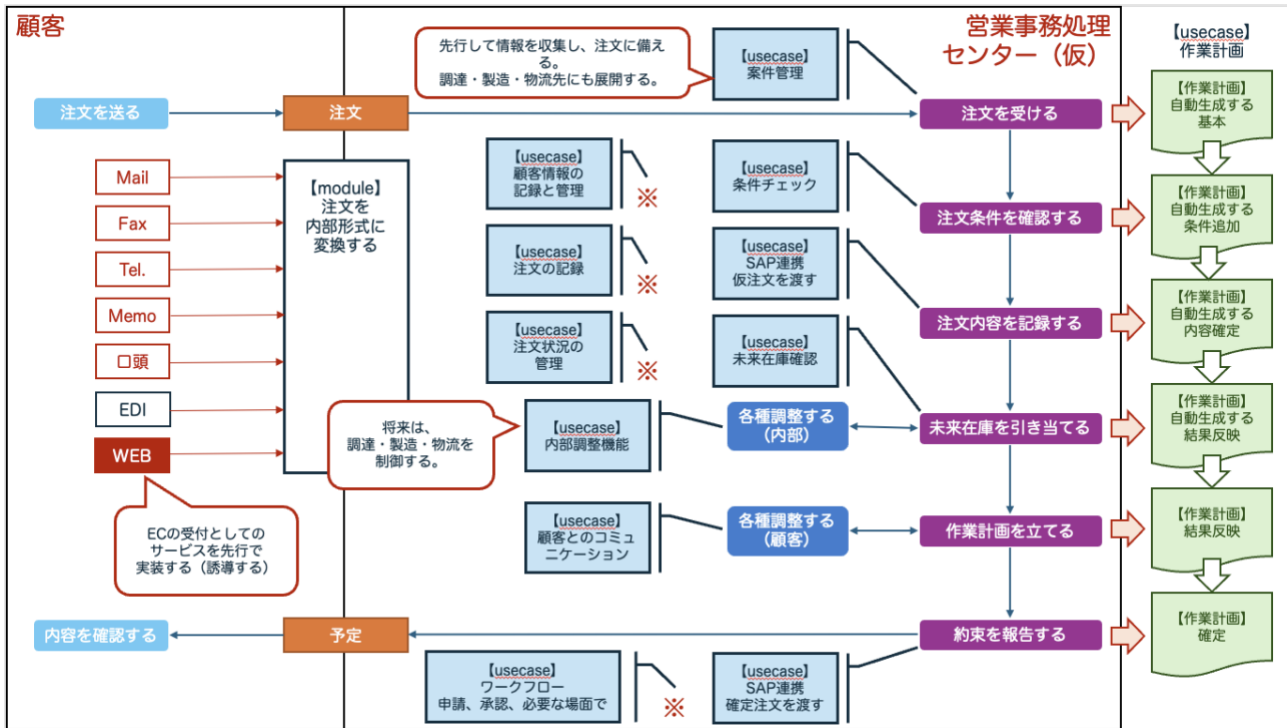 顧客
営業事務処理
センター（仮）
【usecase】
作業計画
先行して情報を収集し、注文に備え
る。
調達・製造・物流先にも展開する。
【usecase】
案件管理
注文を送る
注文
注文を受ける
【作業計画】
自動生成する
基本
Mail
Fax
Tel.
Memo
口頭
EDI
WEB
【module】
注文を
内部形式に
変換する
【usecase】
顧客情報の
記録と管理
※
【usecase】
条件チェック
注文条件を確認する
【作業計画】
自動生成する
条件追加
【usecase】
注文の記録
※
【usecase】
SAP連携
仮注文を渡す
注文内容を記録する
【作業計画】
自動生成する
内容確定
【usecase】
注文状況の
管理
※
【usecase】
未来在庫確認
将来は、
調達・製造・物流を
制御する。
【usecase】
内部調整機能
各種調整する
（内部）
未来在庫を引き当てる
【作業計画】
自動生成する
結果反映
ECの受付としての
サービスを先行で
実装する（誘導する）
【usecase】
顧客とのコミュ
ニケーション
各種調整する
（顧客）
作業計画を立てる
【作業計画】
結果反映
内容を確認する
予定
約束を報告する
【作業計画】
確定
【usecase】
ワークフロー
申請、承認、必要な場面で
※
【usecase】
SAP連携
確定注文を渡す